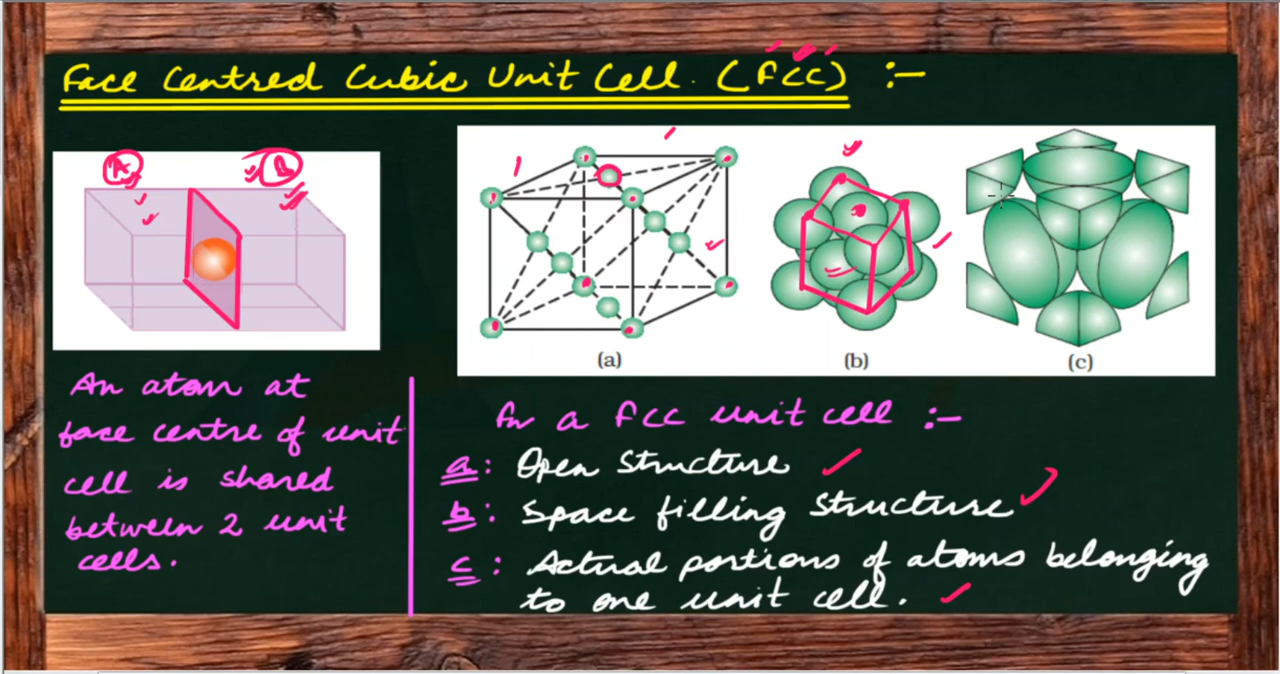 Face Centred Cubic Unit Cell. (FCC) :-
A
B
(a)
(b)
(c)
An atom at
face centre of unit
cell is shared
between 2 unit
cells.
In a FCC unit cell :-
a: Open Structure
b: Space filling Structure
c: Actual portions of atoms belonging
to one unit cell.